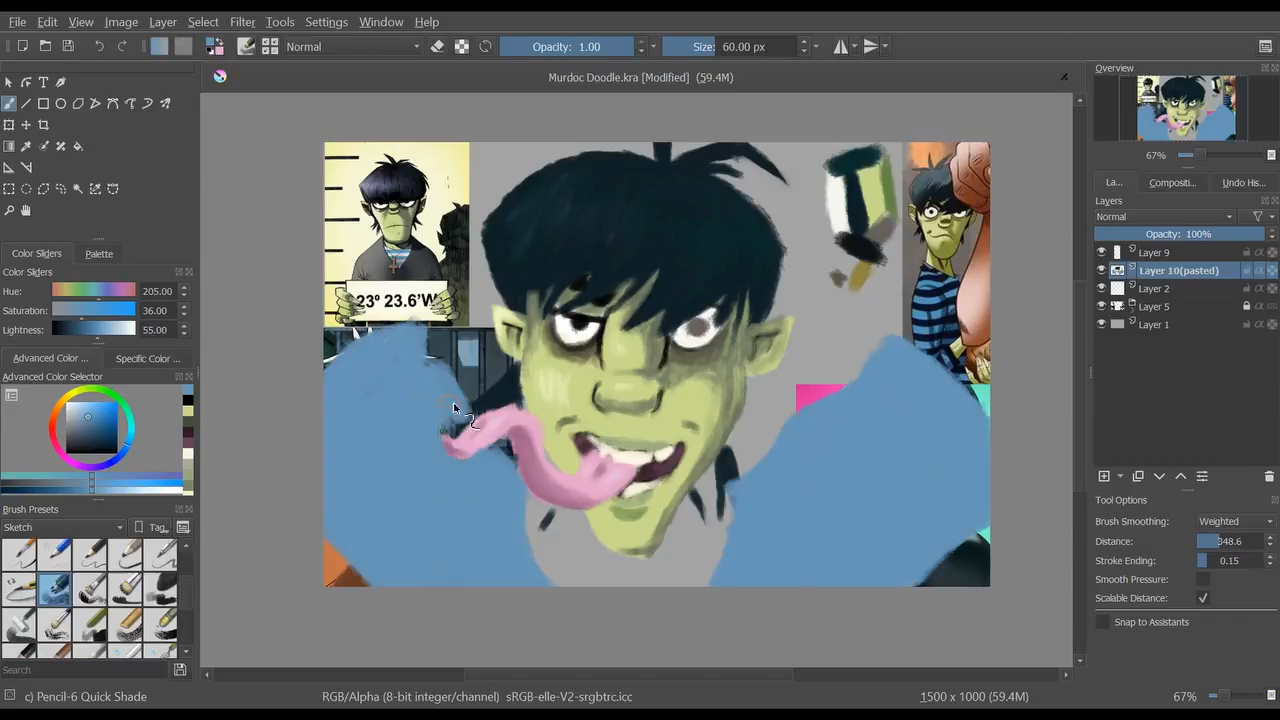 File Edit View Image Layer Select Filter Tools Settings Window Help
Normal Opacity: 1.00 Size: 60.00 px
Murdoc Doodle.kra [Modified] (59.4M)
Overview
67%
La... Compositi... Undo His...
Layers
Normal
Opacity: 100%
Layer 9
Layer 10(pasted)
Layer 2
Layer 5
Layer 1
Color Sliders Palette
Color Sliders
Hue: 205.00
Saturation: 36.00
Lightness: 55.00
Advanced Color ... Specific Color ...
Advanced Color Selector
23º 23.6'W
Brush Presets
Sketch Tag
Search
Tool Options
Brush Smoothing: Weighted
Distance: 348.6
Stroke Ending: 0.15
Smooth Pressure:
Scalable Distance:
Snap to Assistants
c) Pencil-6 Quick Shade RGB/Alpha (8-bit integer/channel) sRGB-elle-V2-srgbtrc.icc 1500 x 1000 (59.4M) 67%